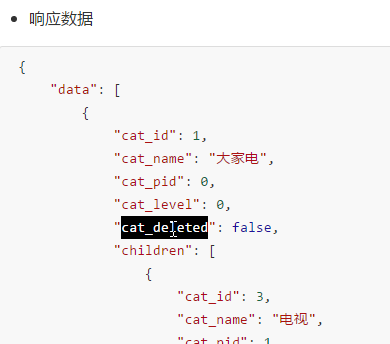 响应数据
{
"data": [
{
"cat_id": 1,
"cat_name": "大家电",
"cat_pid": 0,
"cat_level": 0,
"cat_deleted": false,
"children": [
{
"cat_id": 3,
"cat_name": "电视",
"cat_pid": 1,